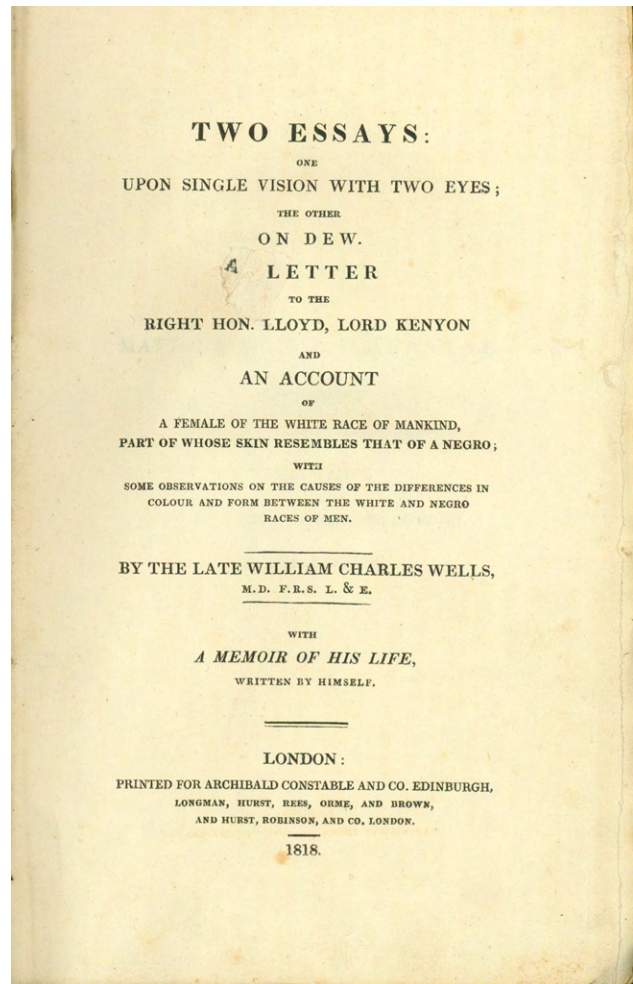 TWO ESSAYS:
ONE
UPON SINGLE VISION WITH TWO EYES;
THE OTHER
ON DEW.
A LETTER
TO THE
RIGHT HON. LLOYD, LORD KENYON
AND
AN ACCOUNT
OF
A FEMALE OF THE WHITE RACE OF MANKIND,
PART OF WHOSE SKIN RESEMBLES THAT OF A NEGRO;
WITH
SOME OBSERVATIONS ON THE CAUSES OF THE DIFFERENCES IN
COLOUR AND FORM BETWEEN THE WHITE AND NEGRO
RACES OF MEN.
BY THE LATE WILLIAM CHARLES WELLS,
M.D. F.R.S. L. & E.
WITH
A MEMOIR OF HIS LIFE,
WRITTEN BY HIMSELF.
LONDON:
PRINTED FOR ARCHIBALD CONSTABLE AND CO. EDINBURGH,
LONGMAN, HURST, REES, ORME, AND BROWN,
AND HURST, ROBINSON, AND CO. LONDON.
1818.